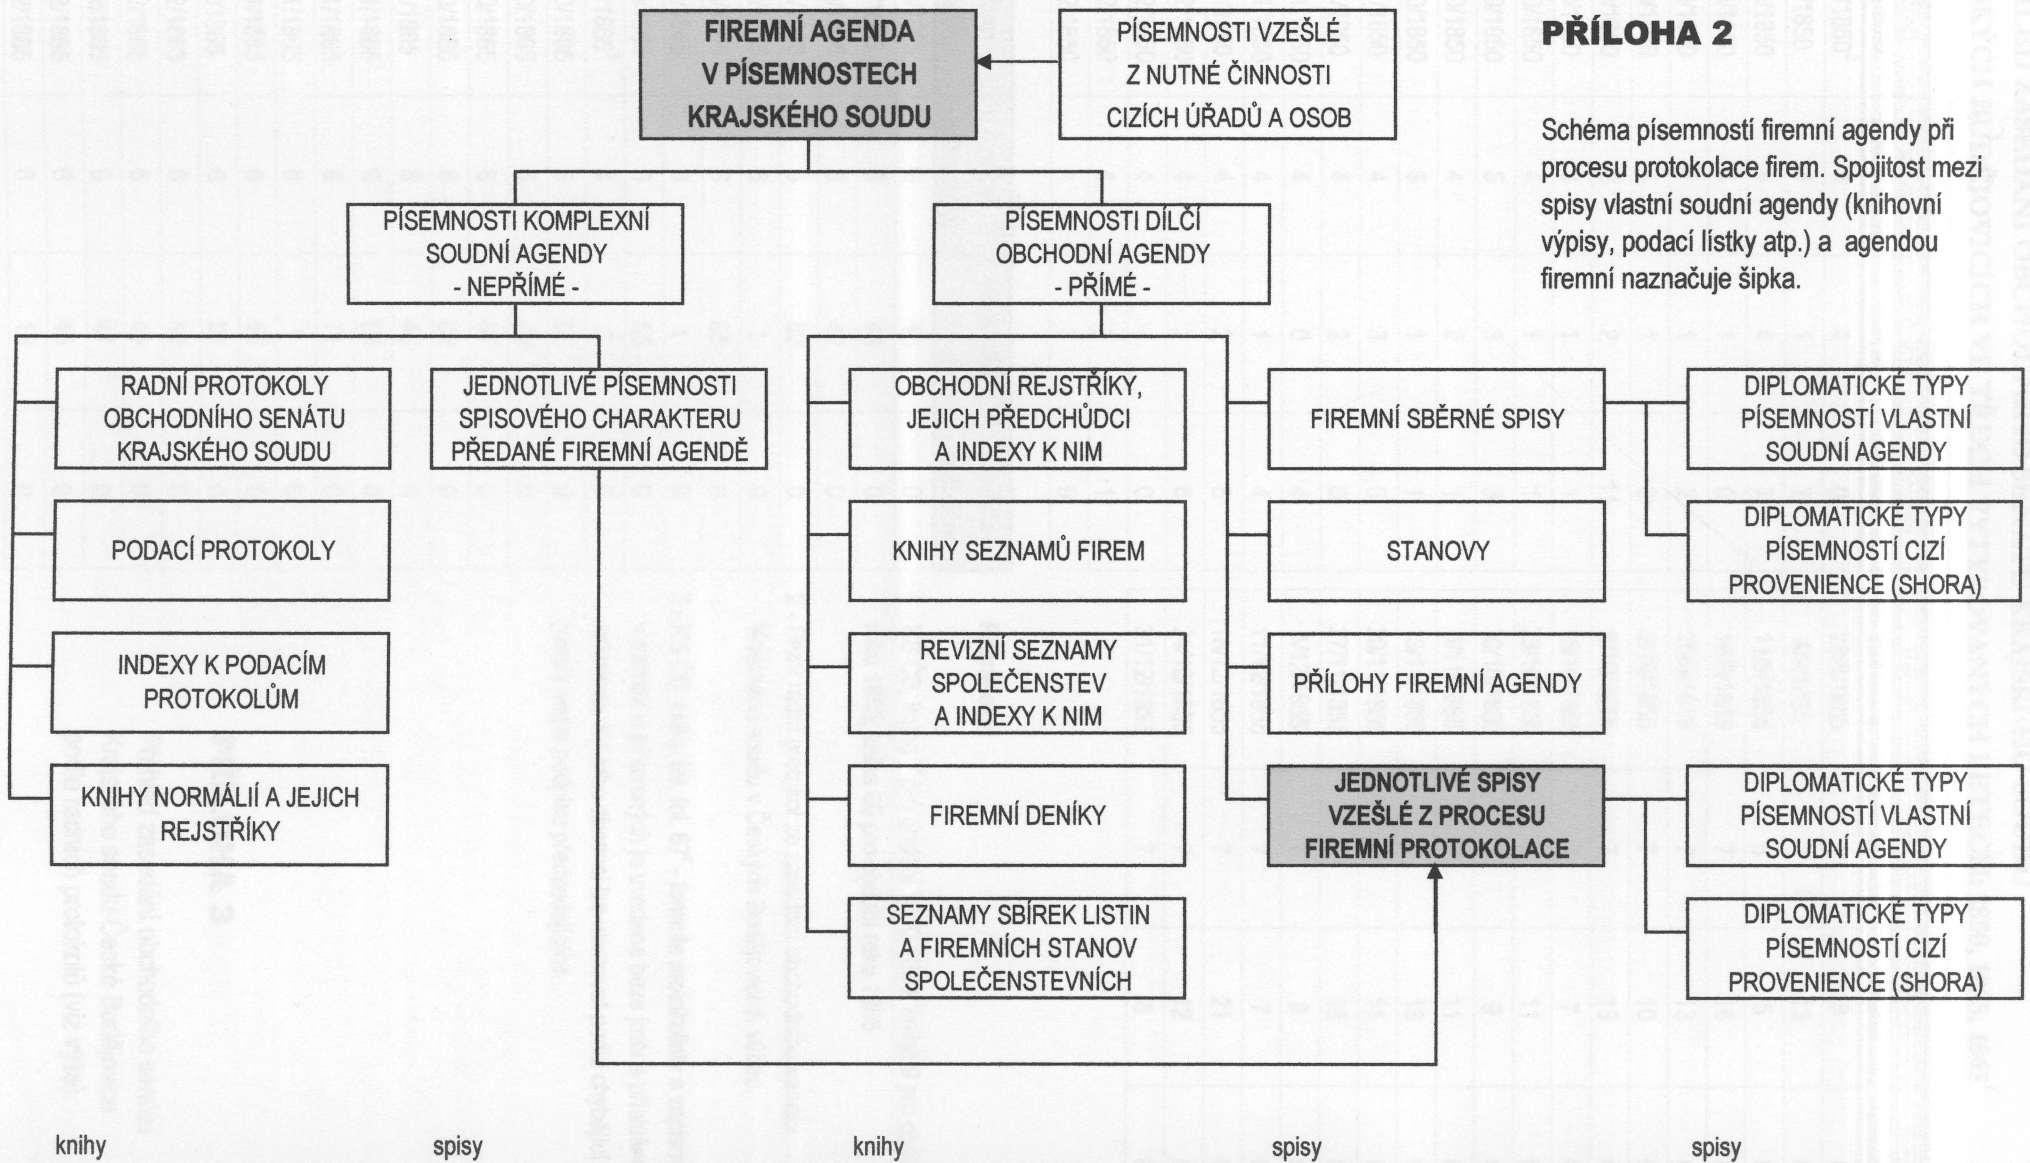 FIREMNÍ AGENDA
V PÍSEMNOSTECH
KRAJSKÉHO SOUDU
PÍSEMNOSTI VZEŠLÉ
Z NUTNÉ ČINNOSTI
CIZÍCH ÚŘADŮ A OSOB
PŘÍLOHA 2
Schéma písemností firemní agendy při
procesu protokolace firem. Spojitost mezi
spisy vlastní soudní agendy (knihovní
výpisy, podací lístky atp.) a agendou
firemní naznačuje šipka.
PÍSEMNOSTI KOMPLEXNÍ
SOUDNÍ AGENDY
- NEPŘÍMÉ -
PÍSEMNOSTI DÍLČÍ
OBCHODNÍ AGENDY
- PŘÍMÉ -
RADNÍ PROTOKOLY
OBCHODNÍHO SENÁTU
KRAJSKÉHO SOUDU
JEDNOTLIVÉ PÍSEMNOSTI
SPISOVÉHO CHARAKTERU
PŘEDANÉ FIREMNÍ AGENDĚ
OBCHODNÍ REJSTŘÍKY,
JEJICH PŘEDCHŮDCI
A INDEXY K NIM
FIREMNÍ SBĚRNÉ SPISY
DIPLOMATICKÉ TYPY
PÍSEMNOSTÍ VLASTNÍ
SOUDNÍ AGENDY
PODACÍ PROTOKOLY
KNIHY SEZNAMŮ FIREM
STANOVY
DIPLOMATICKÉ TYPY
PÍSEMNOSTÍ CIZÍ
PROVENIENCE (SHORA)
INDEXY K PODACÍM
PROTOKOLŮM
REVIZNÍ SEZNAMY
SPOLEČENSTEV
A INDEXY K NIM
PŘÍLOHY FIREMNÍ AGENDY
KNIHY NORMÁLIÍ A JEJICH
REJSTŘÍKY
FIREMNÍ DENÍKY
JEDNOTLIVÉ SPISY
VZEŠLÉ Z PROCESU
FIREMNÍ PROTOKOLACE
DIPLOMATICKÉ TYPY
PÍSEMNOSTÍ VLASTNÍ
SOUDNÍ AGENDY
SEZNAMY SBÍREK LISTIN
A FIREMNÍCH STANOV
SPOLEČENSTEVNÍCH
DIPLOMATICKÉ TYPY
PÍSEMNOSTÍ CIZÍ
PROVENIENCE (SHORA)
knihy
spisy
knihy
spisy
spisy